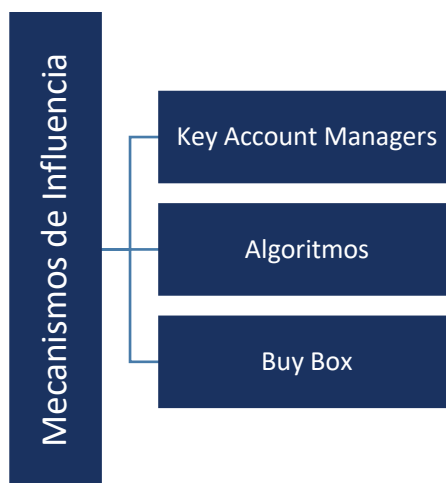 Mecanismos de Influencia
Key Account Managers
Algoritmos
Buy Box